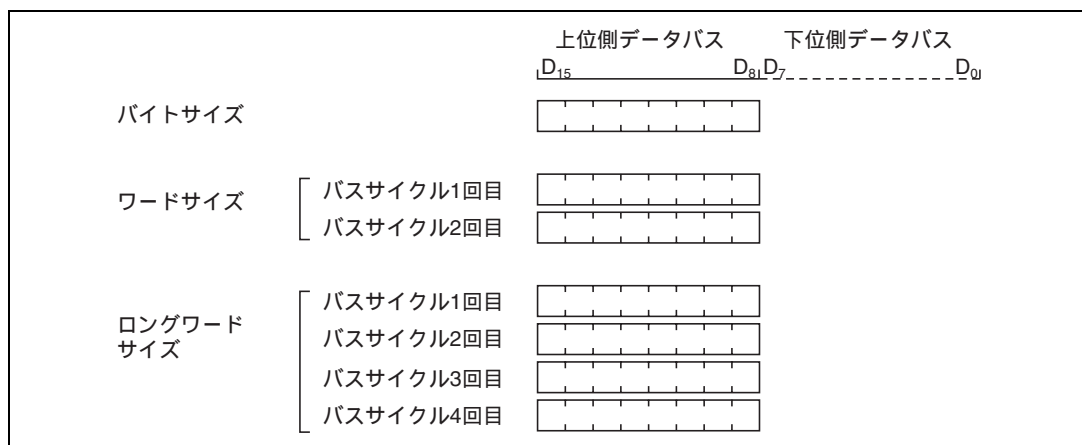 上位側データバス 下位側データバス
D15 D8 D7 D0
バイトサイズ
ワードサイズ
バスサイクル1回目
バスサイクル2回目
ロングワード
サイズ
バスサイクル1回目
バスサイクル2回目
バスサイクル3回目
バスサイクル4回目